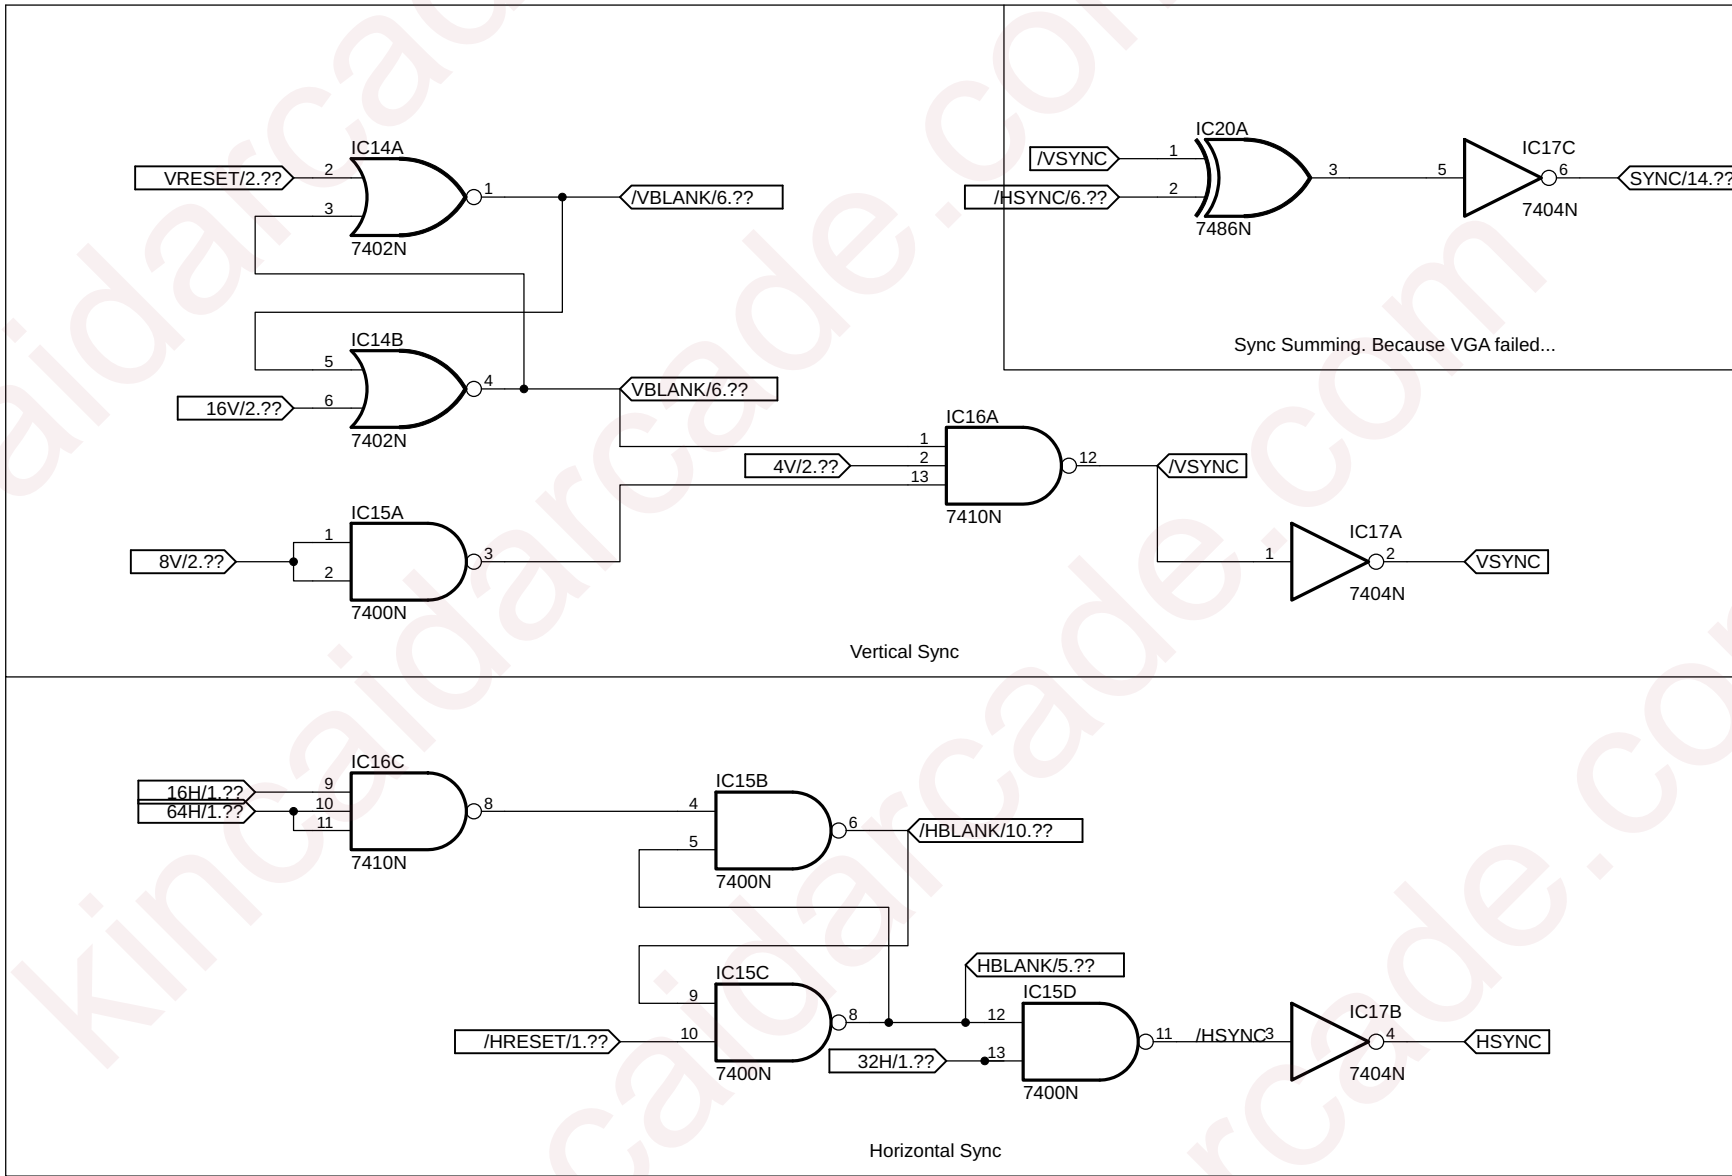 IC14A
VRESET/2.??
2
3
1
/VBLANK/6.??
7402N
IC14B
5
16V/2.??
6
4
VBLANK/6.??
7402N
IC15A
8V/2.??
1
2
3
7400N
IC16A
1
4V/2.??
2
13
12
/VSYNC
7410N
IC17A
1
2
VSYNC
7404N
Vertical Sync
IC20A
/VSYNC
1
/HSYNC/6.??
2
3
7486N
IC17C
5
6
SYNC/14.??
7404N
Sync Summing. Because VGA failed...
IC16C
16H/1.??
9
64H/1.??
10
11
8
7410N
IC15B
4
5
6
/HBLANK/10.??
7400N
IC15C
9
/HRESET/1.??
10
8
7400N
HBLANK/5.??
IC15D
12
32H/1.??
13
11
/HSYNC
7400N
IC17B
3
4
HSYNC
7404N
Horizontal Sync
kincaidarcade.com
kincaidarcade.com